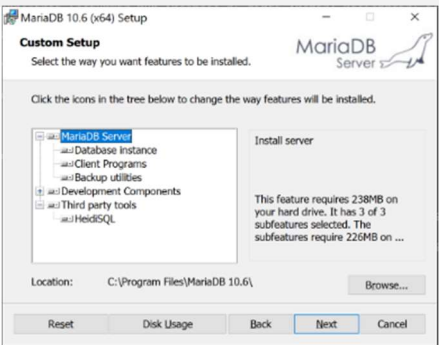 MariaDB 10.6 (x64) Setup
Custom Setup
Select the way you want features to be installed.
MariaDB
Server
Click the icons in the tree below to change the way features will be installed.
MariaDB Server
Database instance
Client Programs
Backup utilities
Development Components
Third party tools
HeidiSQL
Install server
This feature requires 238MB on
your hard drive. It has 3 of 3
subfeatures selected. The
subfeatures require 226MB on ...
Location: C:\Program Files\MariaDB 10.6\
Browse...
Reset Disk Usage Back Next Cancel